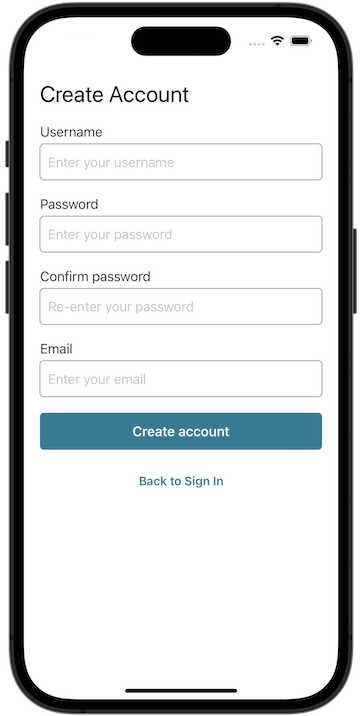 Create Account
Username
Enter your username
Password
Enter your password
Confirm password
Re-enter your password
Email
Enter your email
Create account
Back to Sign In